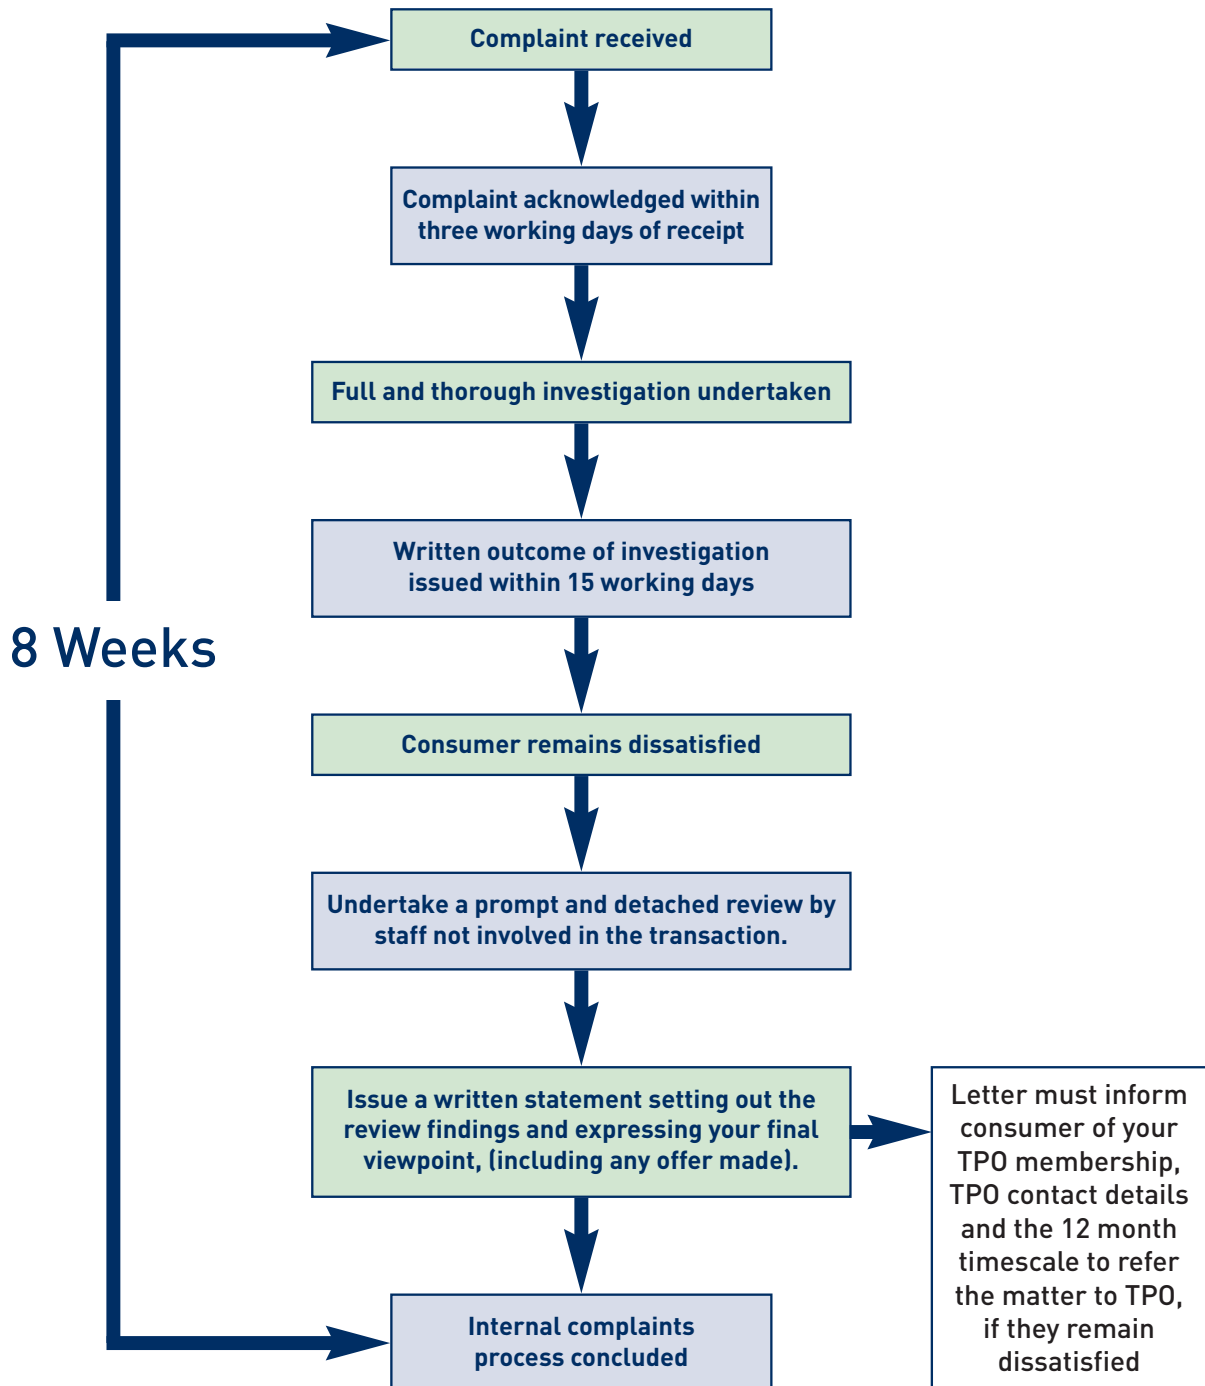 Complaint received
Complaint acknowledged within
three working days of receipt
Full and thorough investigation undertaken
Written outcome of investigation
issued within 15 working days
8 Weeks
Consumer remains dissatisfied
Undertake a prompt and detached review by
staff not involved in the transaction.
Issue a written statement setting out the
review findings and expressing your final
viewpoint, (including any offer made).
Letter must inform
consumer of your
TPO membership,
TPO contact details
and the 12 month
timescale to refer
the matter to TPO,
if they remain
dissatisfied
Internal complaints
process concluded